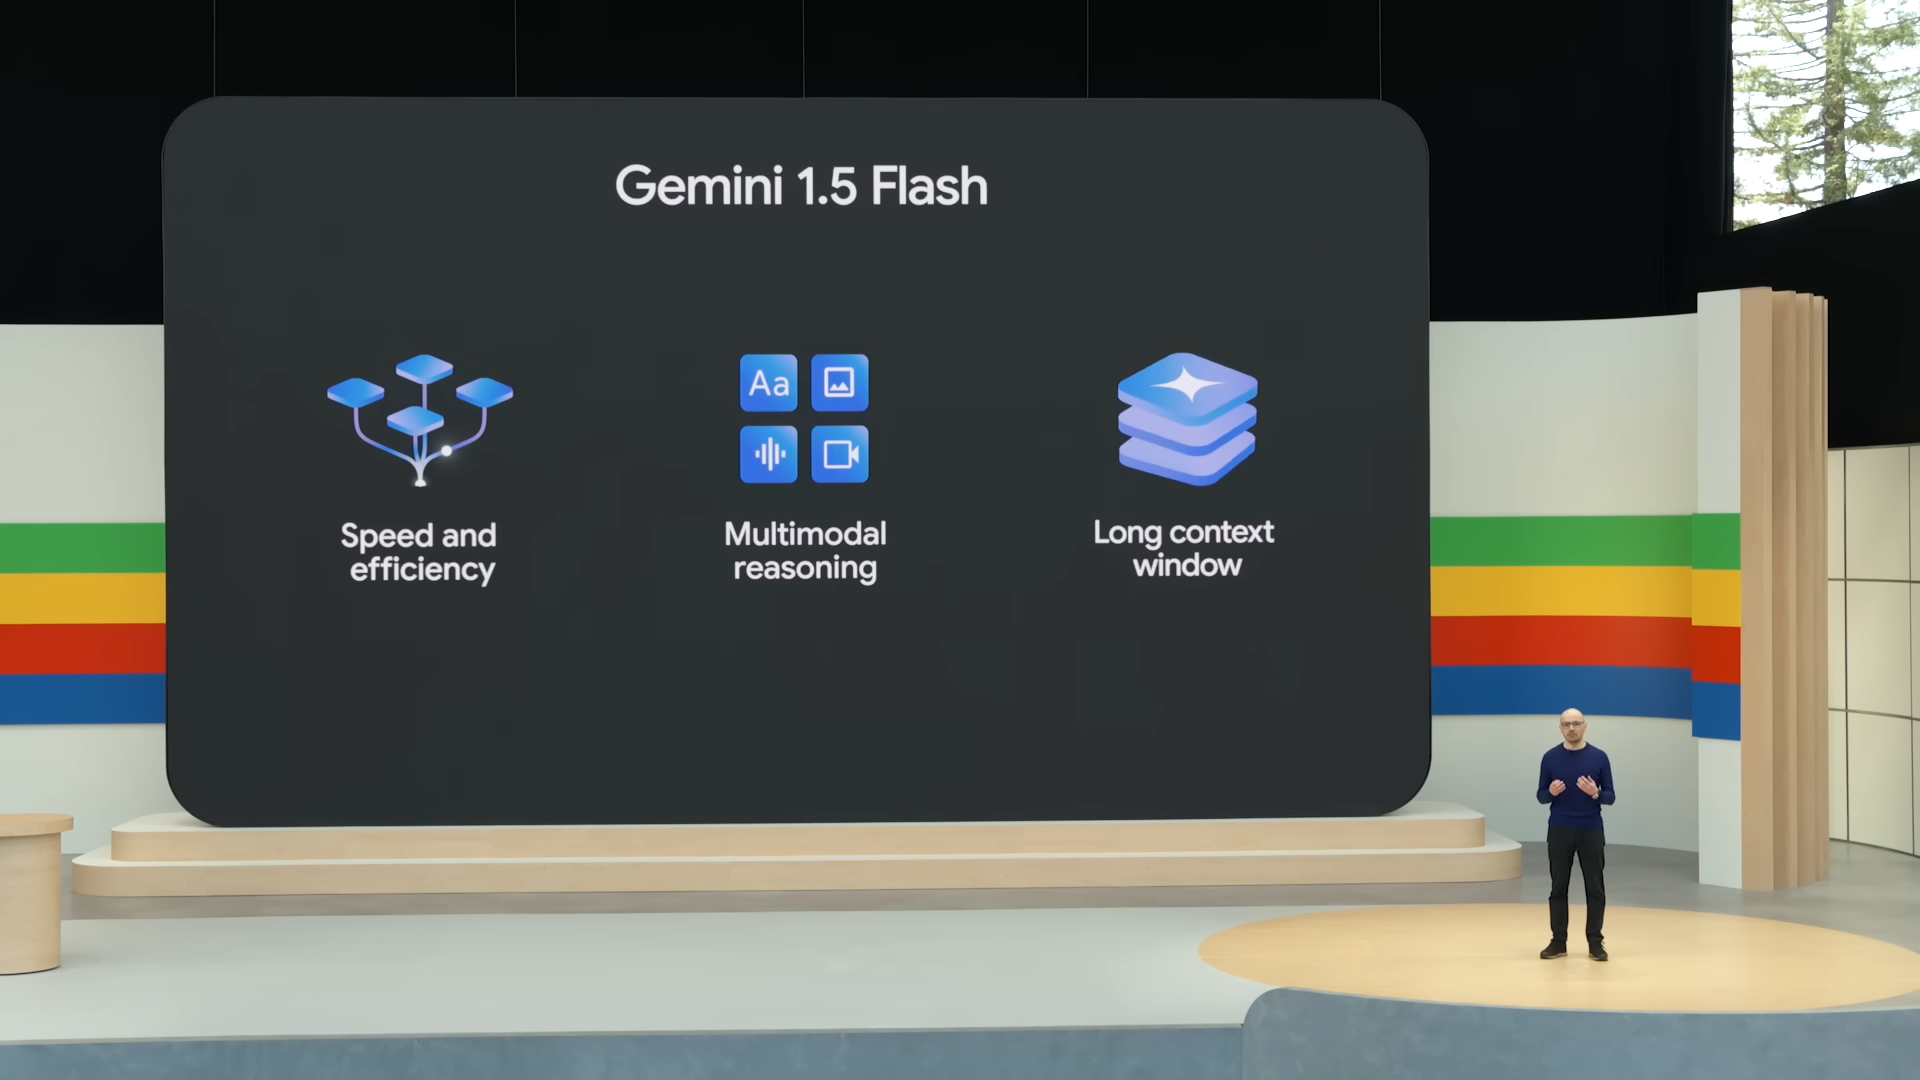 Gemini 1.5 Flash
Aa
Speed and
efficiency
Multimodal
reasoning
Long context
window